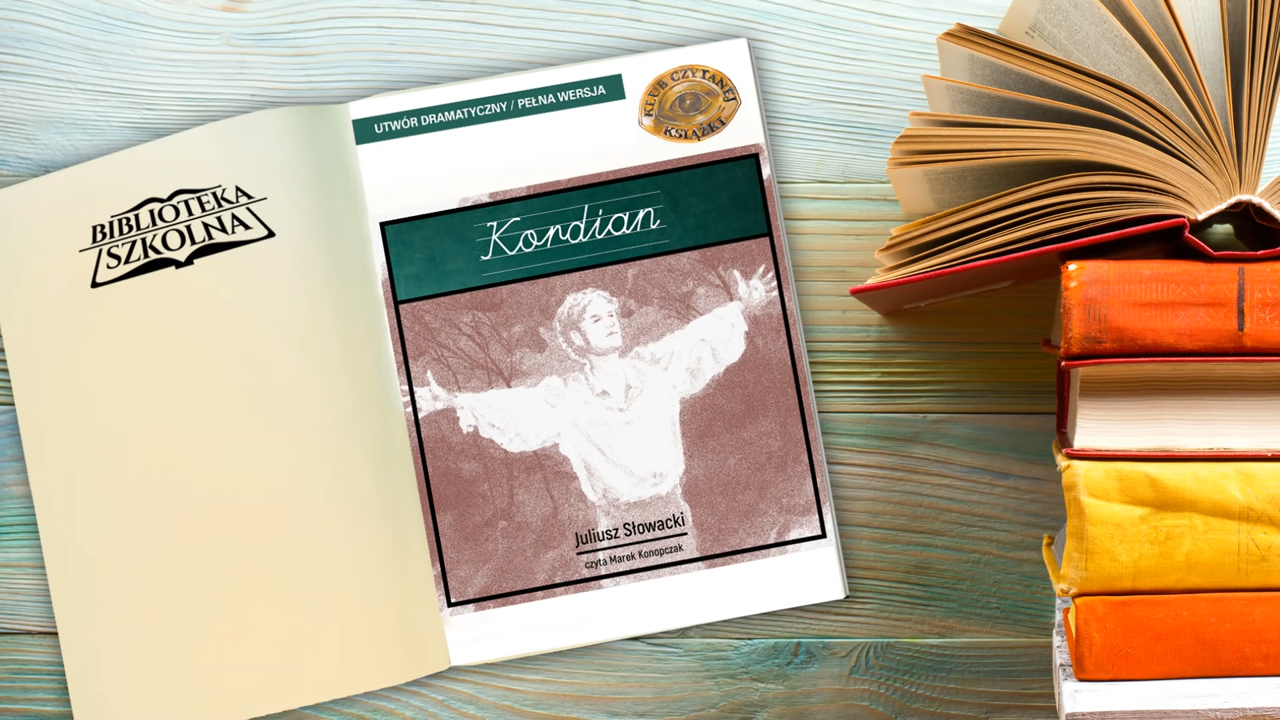 BIBLIOTEKA
SZKOLNA
UTWÓR DRAMATYCZNY / PEŁNA WERSJA
KLUB CZYTANEJ
KSIĄŻKI
Kordian
Juliusz Słowacki
czyta Marek Konopczak